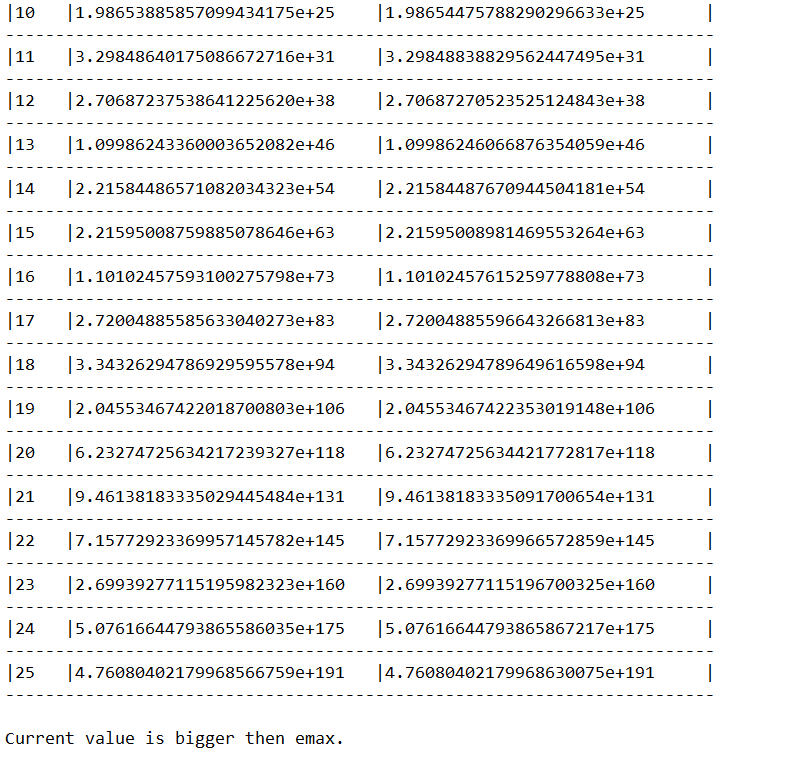 |10 |1.98653885857099434175e+25 |1.98654475788290296633e+25 |
-----------------------------------------------------------------------
|11 |3.29848640175086672716e+31 |3.29848838829562447495e+31 |
-----------------------------------------------------------------------
|12 |2.70687237538641225620e+38 |2.70687270523525124843e+38 |
-----------------------------------------------------------------------
|13 |1.09986243360003652082e+46 |1.09986246066876354059e+46 |
-----------------------------------------------------------------------
|14 |2.21584486571082034323e+54 |2.21584487670944504181e+54 |
-----------------------------------------------------------------------
|15 |2.21595008759885078646e+63 |2.21595008981469553264e+63 |
-----------------------------------------------------------------------
|16 |1.10102457593100275798e+73 |1.10102457615259778808e+73 |
-----------------------------------------------------------------------
|17 |2.72004885585633040273e+83 |2.72004885596643266813e+83 |
-----------------------------------------------------------------------
|18 |3.34326294786929595578e+94 |3.34326294789649616598e+94 |
-----------------------------------------------------------------------
|19 |2.04553467422018700803e+106 |2.04553467422353019148e+106 |
-----------------------------------------------------------------------
|20 |6.23274725634217239327e+118 |6.23274725634421772817e+118 |
-----------------------------------------------------------------------
|21 |9.46138183335029445484e+131 |9.46138183335091700654e+131 |
-----------------------------------------------------------------------
|22 |7.15772923369957145782e+145 |7.15772923369966572859e+145 |
-----------------------------------------------------------------------
|23 |2.69939277115195982323e+160 |2.69939277115196700325e+160 |
-----------------------------------------------------------------------
|24 |5.07616644793865586035e+175 |5.07616644793865867217e+175 |
-----------------------------------------------------------------------
|25 |4.76080402179968566759e+191 |4.76080402179968630075e+191 |
-----------------------------------------------------------------------
Current value is bigger then emax.